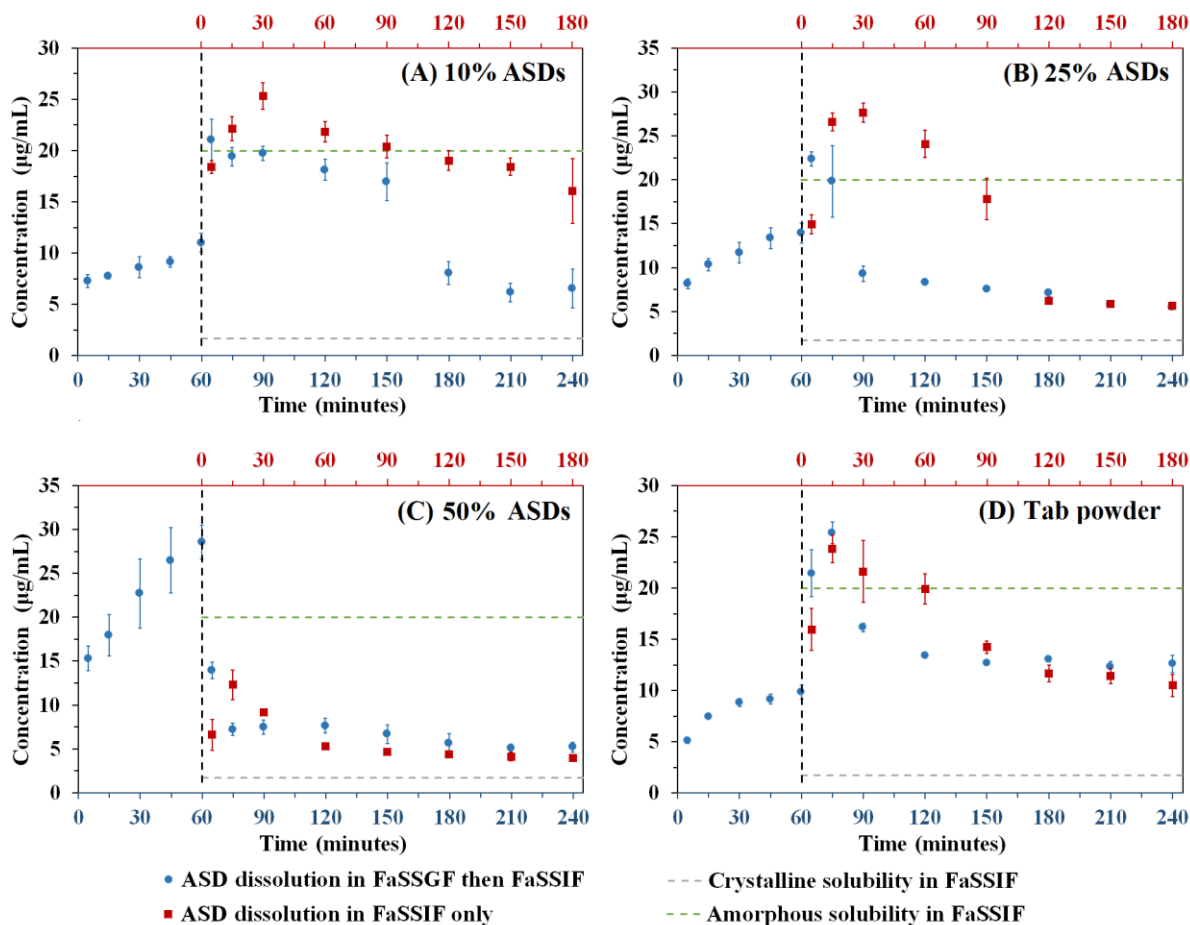 0 30 60 90 120 150 180
0 30 60 90 120 150 180
30
25
20
15
10
5
0
Concentration (µg/mL)
(A) 10% ASDs
0 30 60 90 120 150 180 210 240
Time (minutes)
35
30
25
20
15
10
5
0
Concentration (µg/mL)
(B) 25% ASDs
0 30 60 90 120 150 180 210 240
Time (minutes)
0 30 60 90 120 150 180
0 30 60 90 120 150 180
35
30
25
20
15
10
5
0
Concentration (µg/mL)
(C) 50% ASDs
0 30 60 90 120 150 180 210 240
Time (minutes)
30
25
20
15
10
5
0
Concentration (µg/mL)
(D) Tab powder
0 30 60 90 120 150 180 210 240
Time (minutes)
ASD dissolution in FaSSGF then FaSSIF
Crystalline solubility in FaSSIF
ASD dissolution in FaSSIF only
Amorphous solubility in FaSSIF